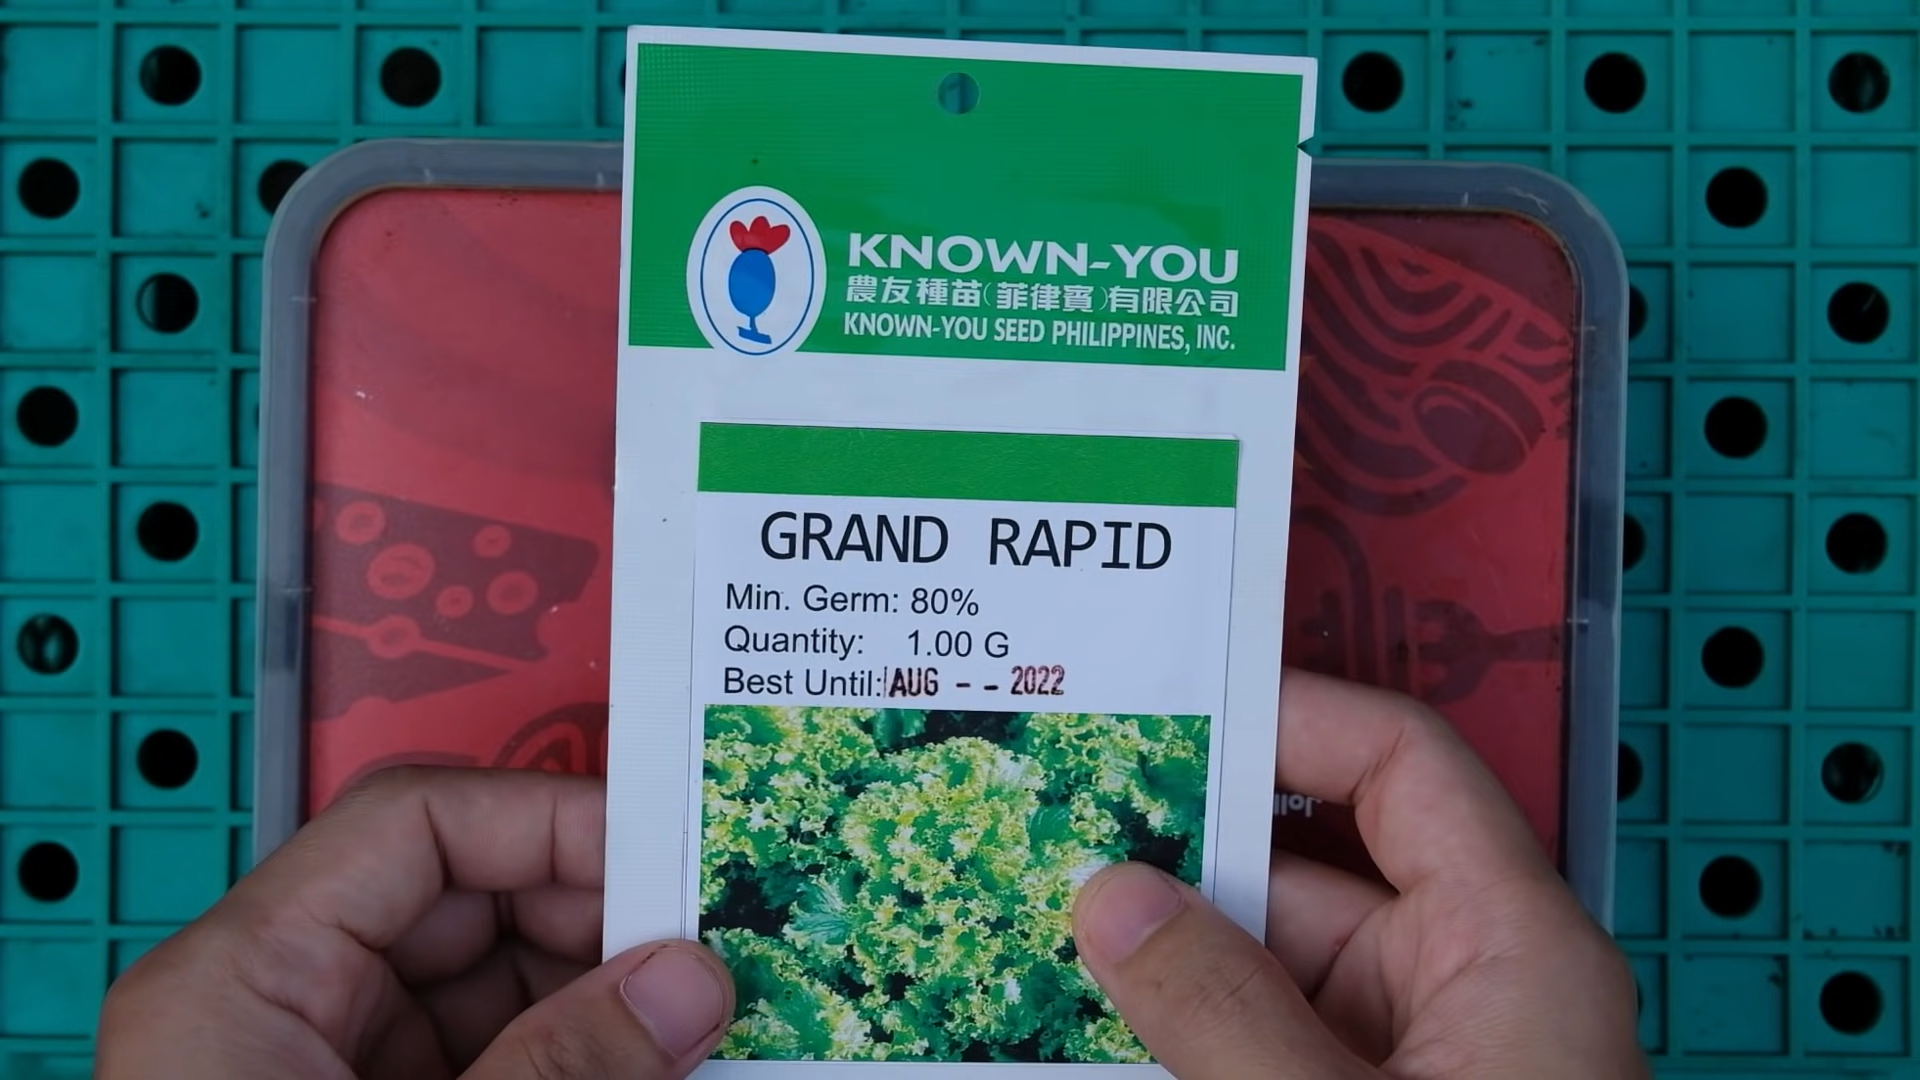 KNOWN-YOU
農友種苗(菲律賓)有限公司
KNOWN-YOU SEED PHILIPPINES, INC.
GRAND RAPID
Min. Germ: 80%
Quantity: 1.00 G
Best Until: AUG - - 2022